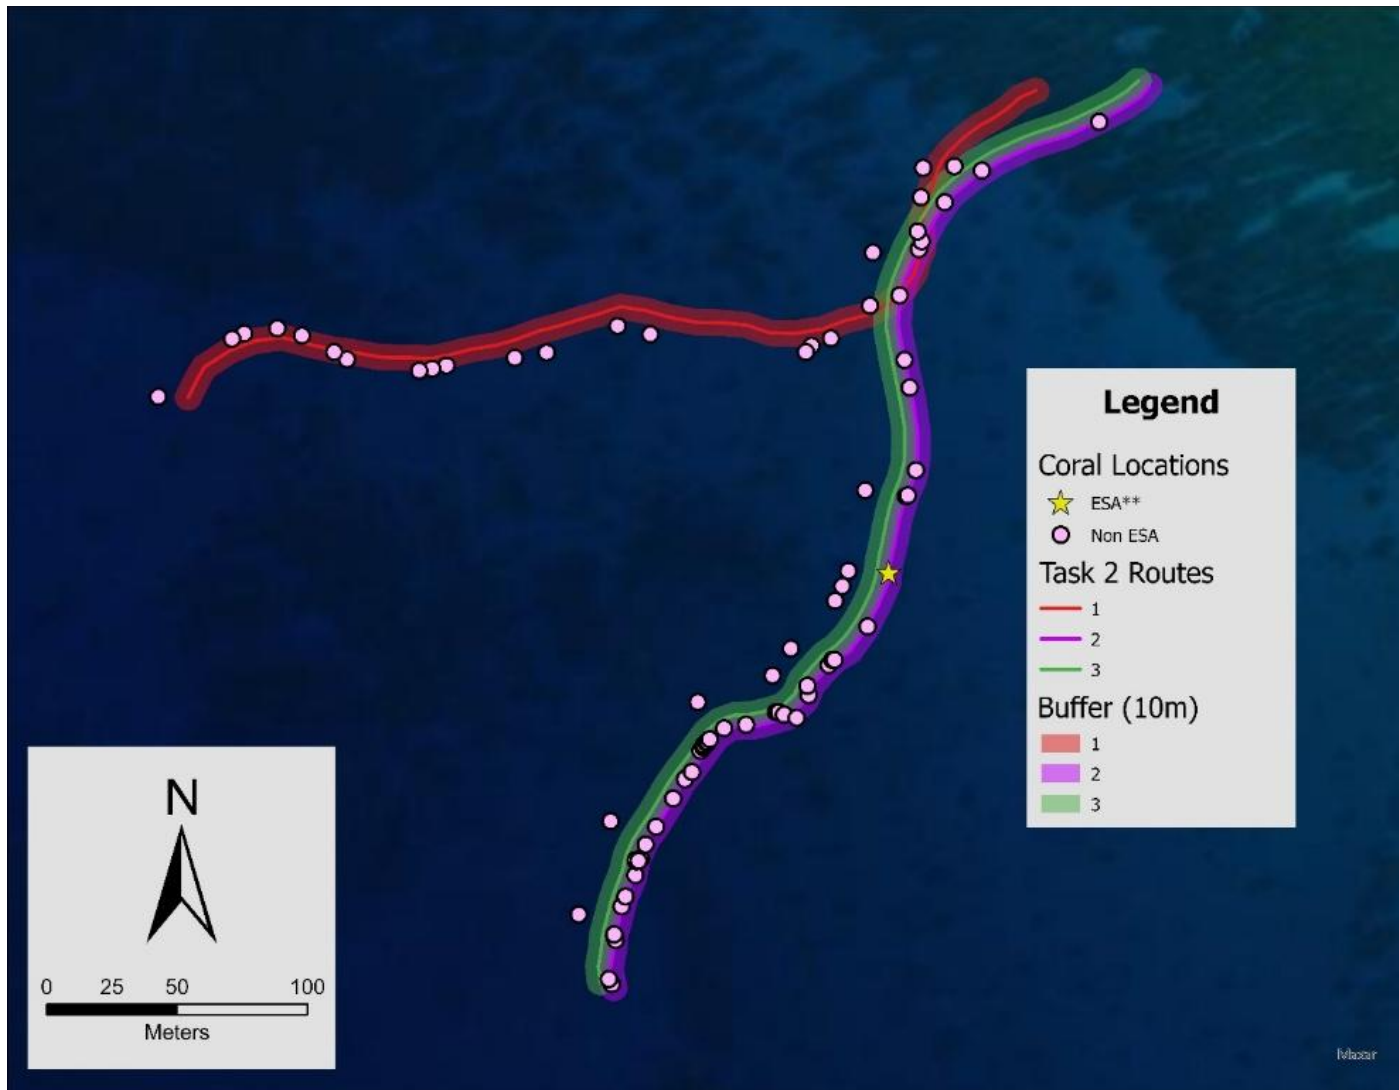 Legend
Coral Locations
ESA**
Non ESA
Task 2 Routes
1
2
3
Buffer (10m)
1
2
3
N
0 25 50 100
Meters
Maxar